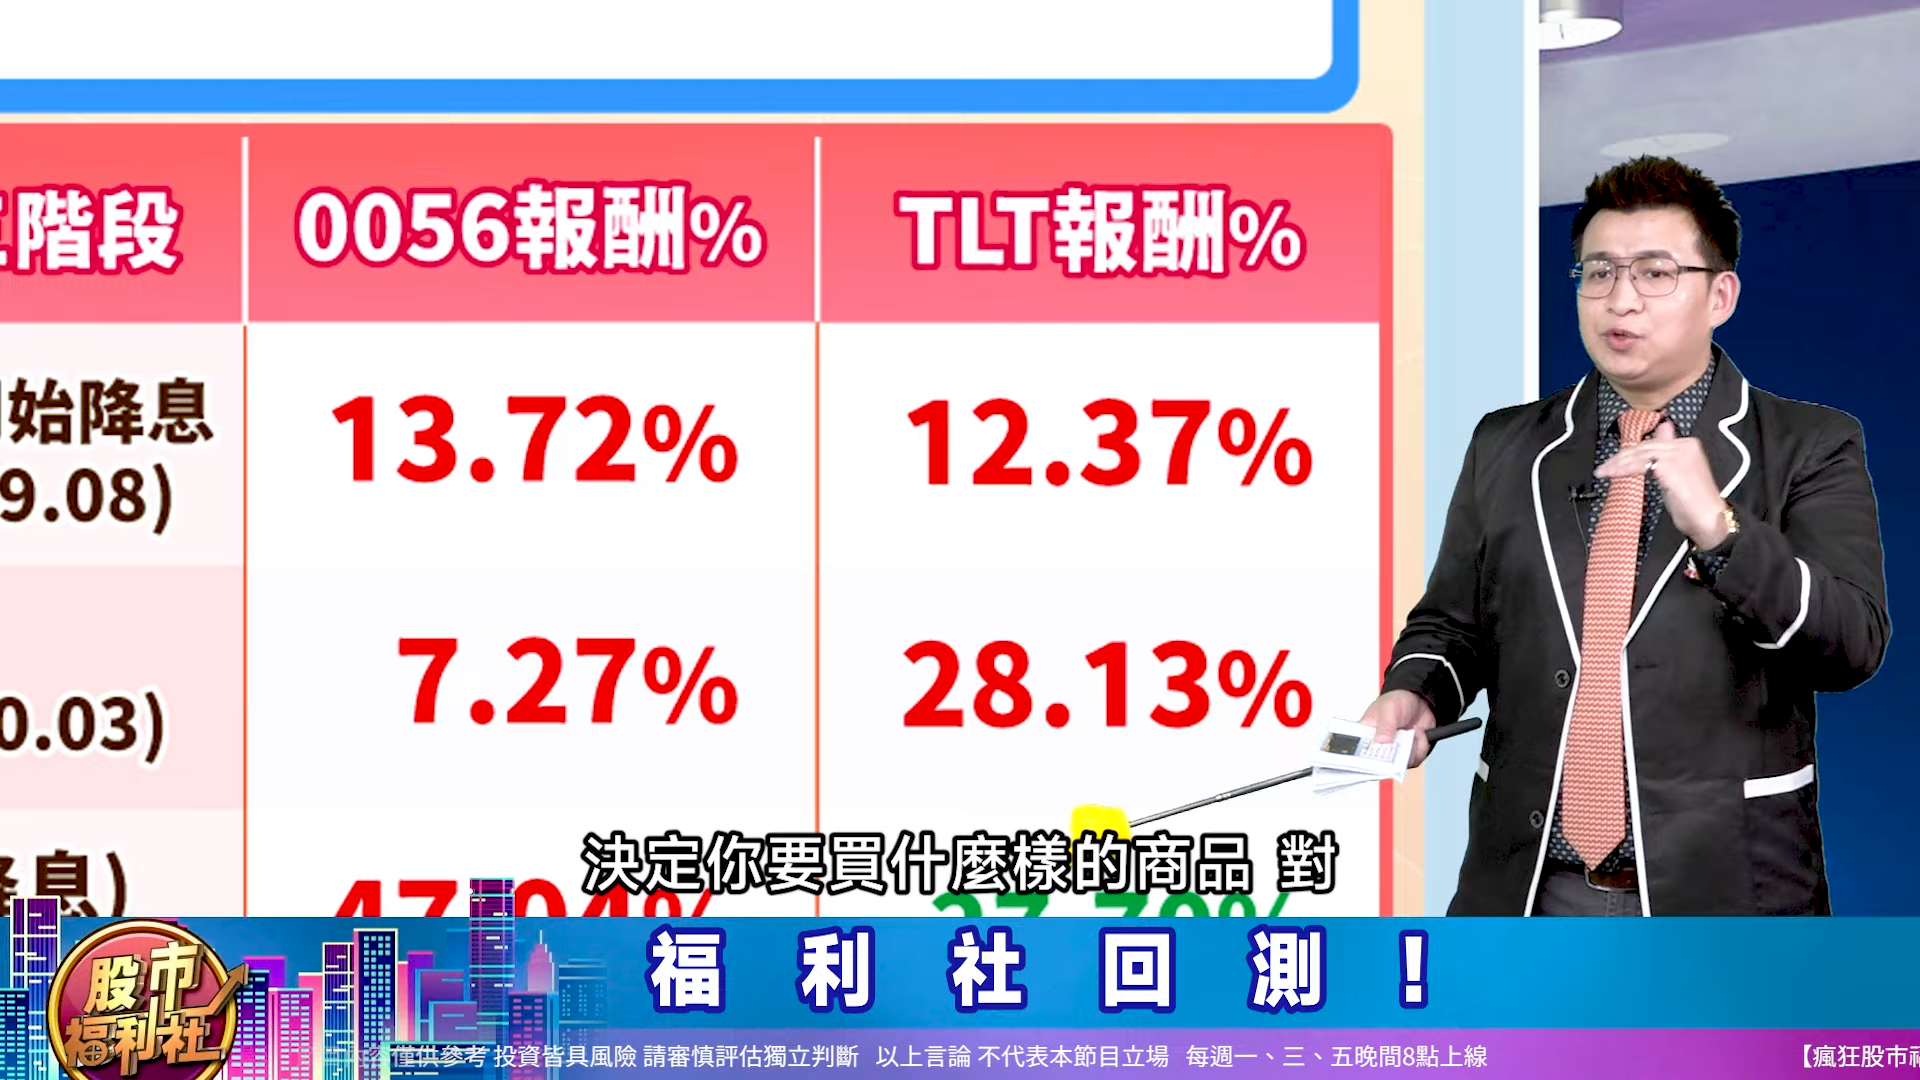 階段 0056報酬% TLT報酬%
始降息 13.72% 12.37%
9.08)
7.27% 28.13%
0.03)
降息)
決定你要買什麼樣的商品 對
福利社回測！
股市
福利社
內容僅供參考 投資皆具風險 請審慎評估獨立判斷 以上言論 不代表本節目立場 每週一、三、五晚間8點上線
【瘋狂股市福